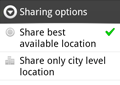 Sharing options
Share best
available location
Share only city level
location